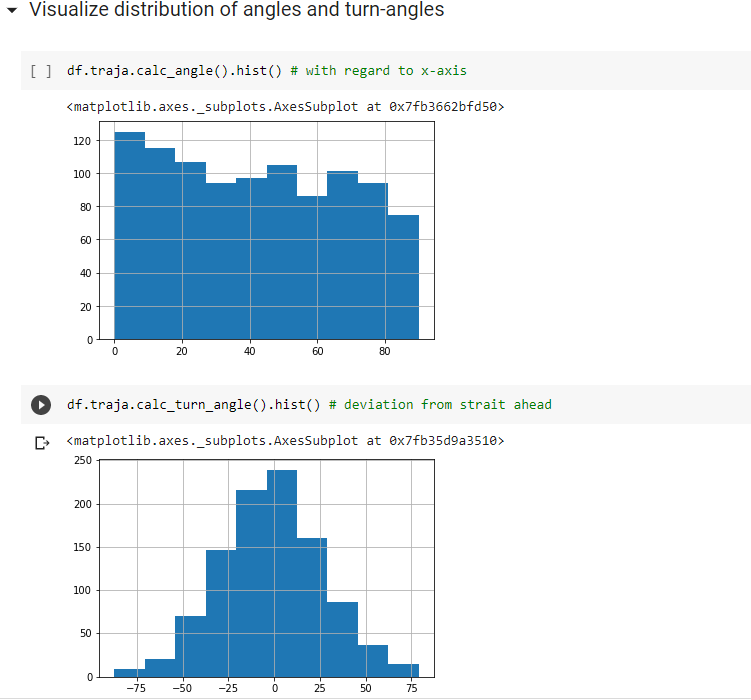 Visualize distribution of angles and turn-angles
[ ] df.traja.calc_angle().hist() # with regard to x-axis
<matplotlib.axes._subplots.AxesSubplot at 0x7fb3662bfd50>
120
100
80
60
40
20
0
0 20 40 60 80
df.traja.calc_turn_angle().hist() # deviation from strait ahead
<matplotlib.axes._subplots.AxesSubplot at 0x7fb35d9a3510>
250
200
150
100
50
0
−75 −50 −25 0 25 50 75